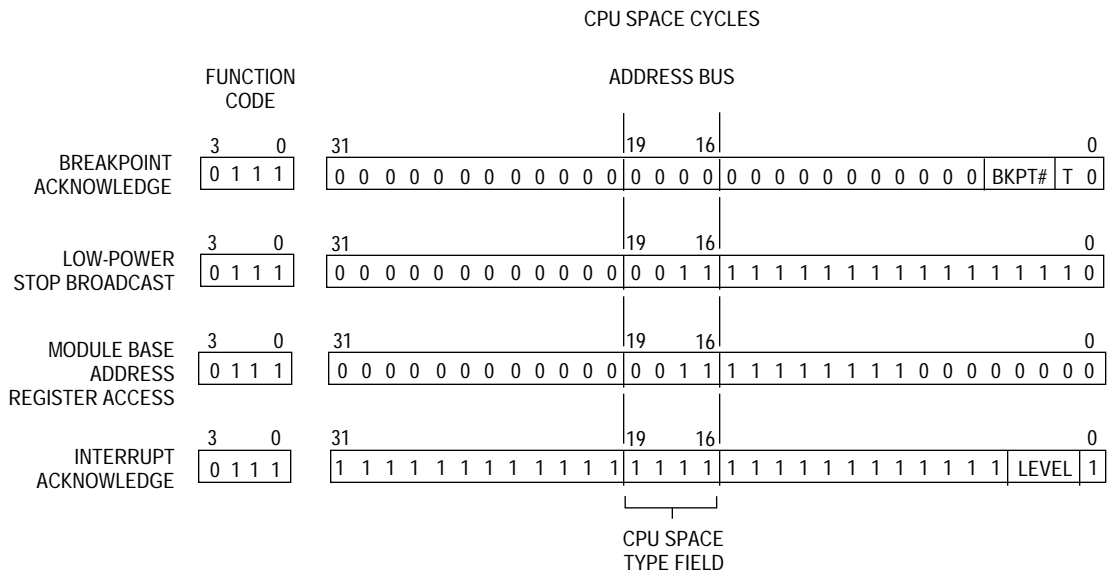 CPU SPACE CYCLES
FUNCTION
CODE
ADDRESS BUS
BREAKPOINT
ACKNOWLEDGE
3 0
0 1 1 1
31 19 16 0
0 0 0 0 0 0 0 0 0 0 0 0 0 0 0 0 0 0 0 0 0 0 0 0 0 0 0 BKPT# T 0
LOW-POWER
STOP BROADCAST
3 0
0 1 1 1
31 19 16 0
0 0 0 0 0 0 0 0 0 0 0 0 0 0 1 1 1 1 1 1 1 1 1 1 1 1 1 1 1 1 1 0
MODULE BASE
ADDRESS
REGISTER ACCESS
3 0
0 1 1 1
31 19 16 0
0 0 0 0 0 0 0 0 0 0 0 0 0 0 1 1 1 1 1 1 1 1 1 1 0 0 0 0 0 0 0 0
INTERRUPT
ACKNOWLEDGE
3 0
0 1 1 1
31 19 16 0
1 1 1 1 1 1 1 1 1 1 1 1 1 1 1 1 1 1 1 1 1 1 1 1 1 1 1 1 LEVEL 1
CPU SPACE
TYPE FIELD